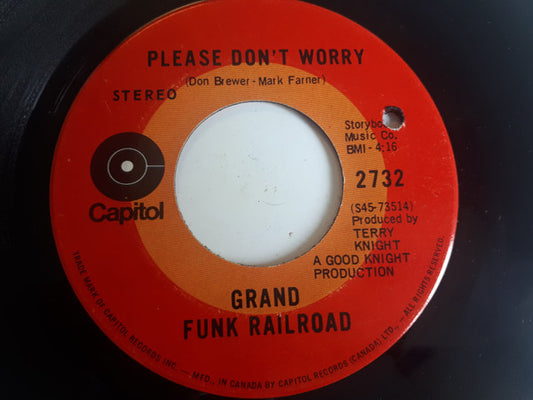 PLEASE DON'T WORRY
(Don Brewer-Mark Farner)
STEREO
Music Co.
BMI - 4:16
2732
(S45-73514)
Produced by
TERRY
KNIGHT
A GOOD KNIGHT
PRODUCTION
Capitol
GRAND
FUNK RAILROAD
TRADE MARK OF CAPITOL RECORDS INC. — MFD. IN CANADA BY CAPITOL RECORDS (CANADA) LTD., ALL RIGHTS RESERVED.